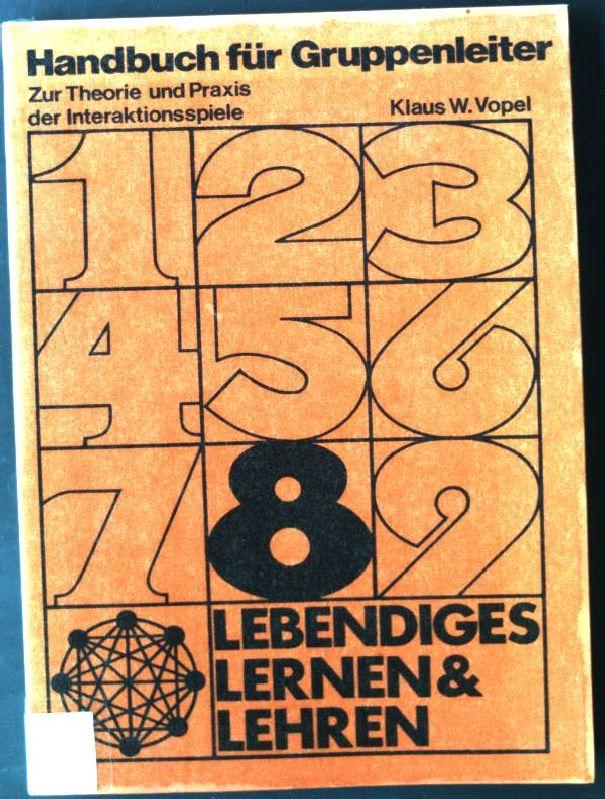 Handbuch für Gruppenleiter
Zur Theorie und Praxis
der Interaktionsspiele
Klaus W. Vopel
1 2 3
4 5 6
7 8 9
LEBENDIGES
LERNEN &
LEHREN